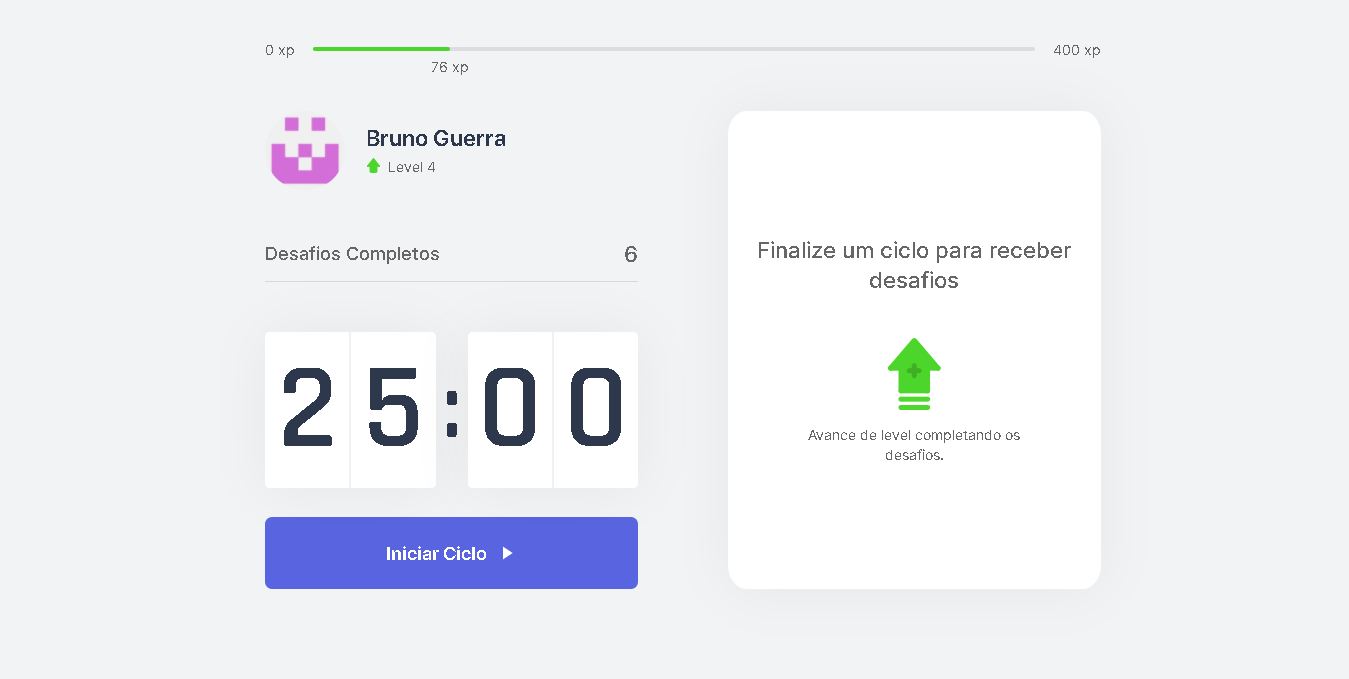 0 xp
400 xp
76 xp
Bruno Guerra
Level 4
Desafios Completos
6
25:00
Iniciar Ciclo
Finalize um ciclo para receber
desafios
Avance de level completando os
desafios.